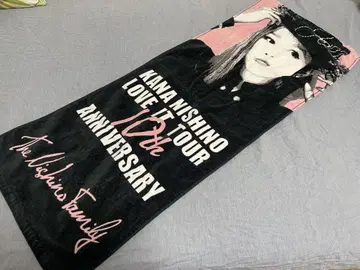 KANA NISHINO
LOVE it TOUR
10th
ANNIVERSARY
The Nishino Family